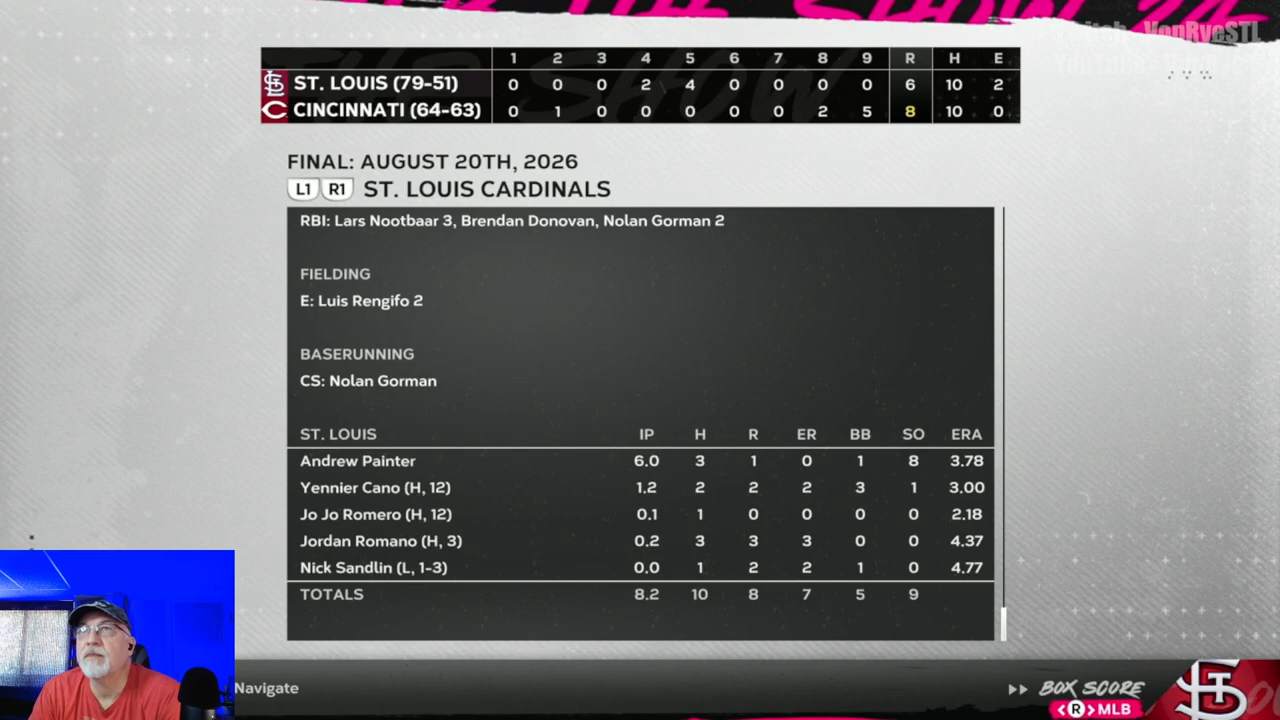 THE SHOW 24
Twitch - VonRyeSTL
1 2 3 4 5 6 7 8 9 R H E
ST. LOUIS (79-51) 0 0 0 2 4 0 0 0 0 6 10 2
CINCINNATI (64-63) 0 1 0 0 0 0 0 2 5 8 10 0
FINAL: AUGUST 20TH, 2026
L1 R1 ST. LOUIS CARDINALS
RBI: Lars Nootbaar 3, Brendan Donovan, Nolan Gorman 2
FIELDING
E: Luis Rengifo 2
BASERUNNING
CS: Nolan Gorman
ST. LOUIS IP H R ER BB SO ERA
Andrew Painter 6.0 3 1 0 1 8 3.78
Yennier Cano (H, 12) 1.2 2 2 2 3 1 3.00
Jo Jo Romero (H, 12) 0.1 1 0 0 0 0 2.18
Jordan Romano (H, 3) 0.2 3 3 3 0 0 4.37
Nick Sandlin (L, 1-3) 0.0 1 2 2 1 0 4.77
TOTALS 8.2 10 8 7 5 9
Navigate
BOX SCORE
R MLB